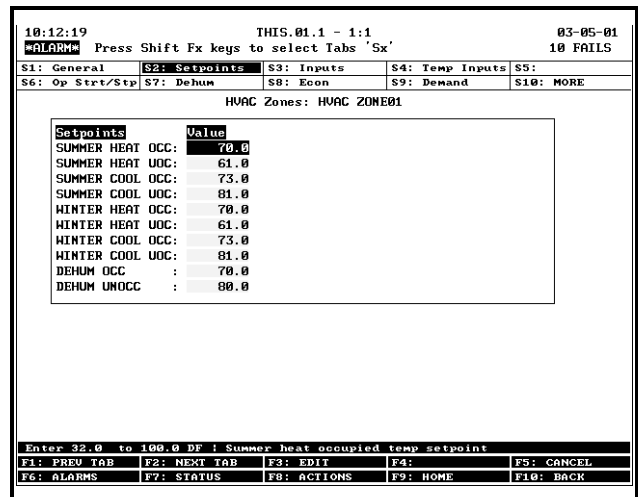 10:12:19 THIS.01.1 - 1:1 03-05-01
*ALARM* Press Shift Fx keys to select Tabs 'Sx' 10 FAILS
S1: General S2: Setpoints S3: Inputs S4: Temp Inputs S5:
S6: Op Strt/Stp S7: Dehum S8: Econ S9: Demand S10: MORE
HVAC Zones: HVAC ZONE01
Setpoints Value
SUMMER HEAT OCC: 70.0
SUMMER HEAT UOC: 61.0
SUMMER COOL OCC: 73.0
SUMMER COOL UOC: 81.0
WINTER HEAT OCC: 70.0
WINTER HEAT UOC: 61.0
WINTER COOL OCC: 73.0
WINTER COOL UOC: 81.0
DEHUM OCC : 70.0
DEHUM UNOCC : 80.0
Enter 32.0 to 100.0 DF ¦ Summer heat occupied temp setpoint
F1: PREV TAB F2: NEXT TAB F3: EDIT F4: F5: CANCEL
F6: ALARMS F7: STATUS F8: ACTIONS F9: HOME F10: BACK